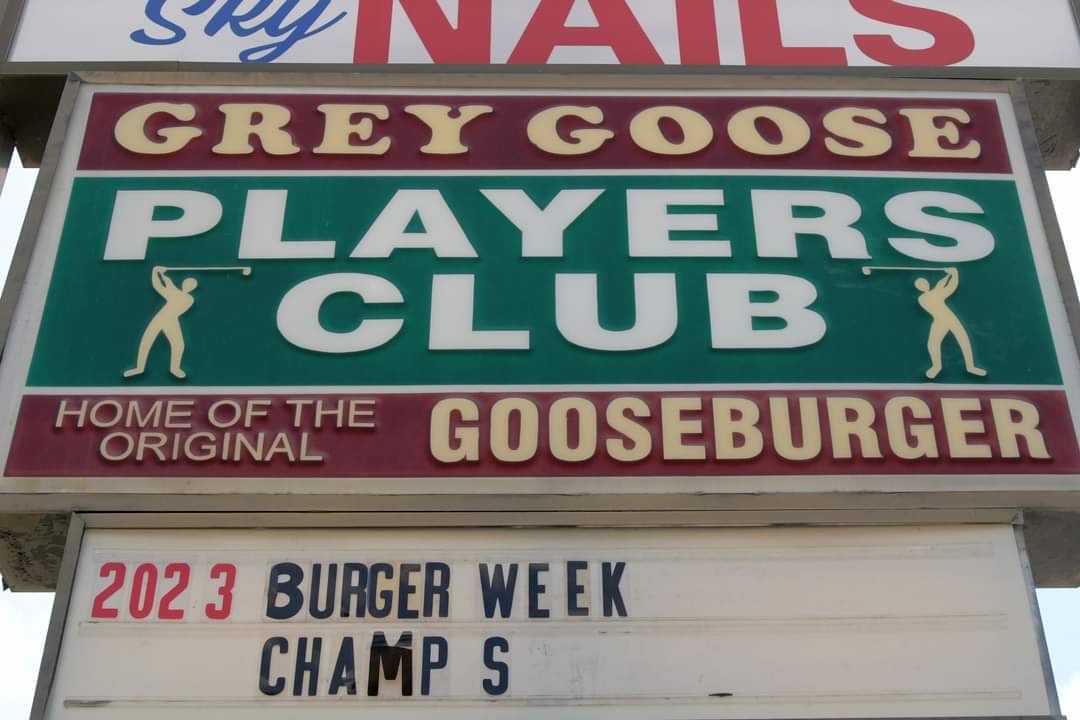 Sky NAILS
GREY GOOSE
PLAYERS
CLUB
HOME OF THE
ORIGINAL
GOOSEBURGER
2023 BURGER WEEK
CHAMP S